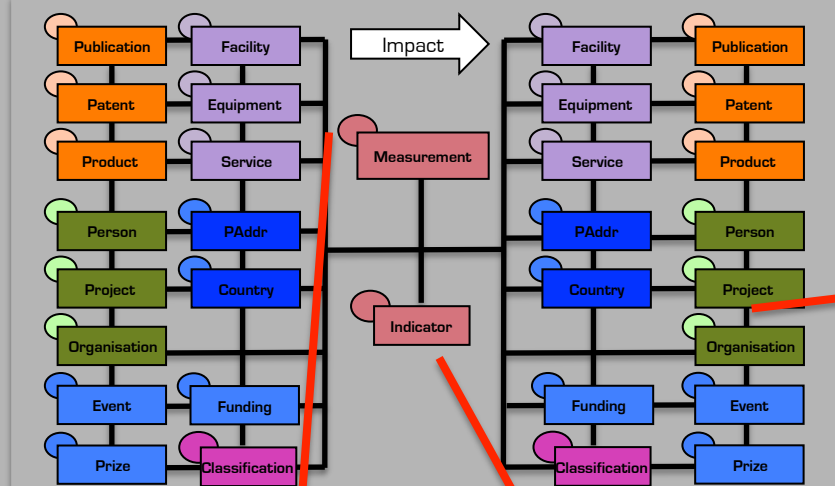 Publication
Facility
Impact
Facility
Publication
Patent
Equipment
Equipment
Patent
Measurement
Product
Service
Service
Product
Person
PAddr
PAddr
Person
Project
Country
Country
Project
Indicator
Organisation
Organisation
Event
Funding
Funding
Event
Prize
Classification
Classification
Prize